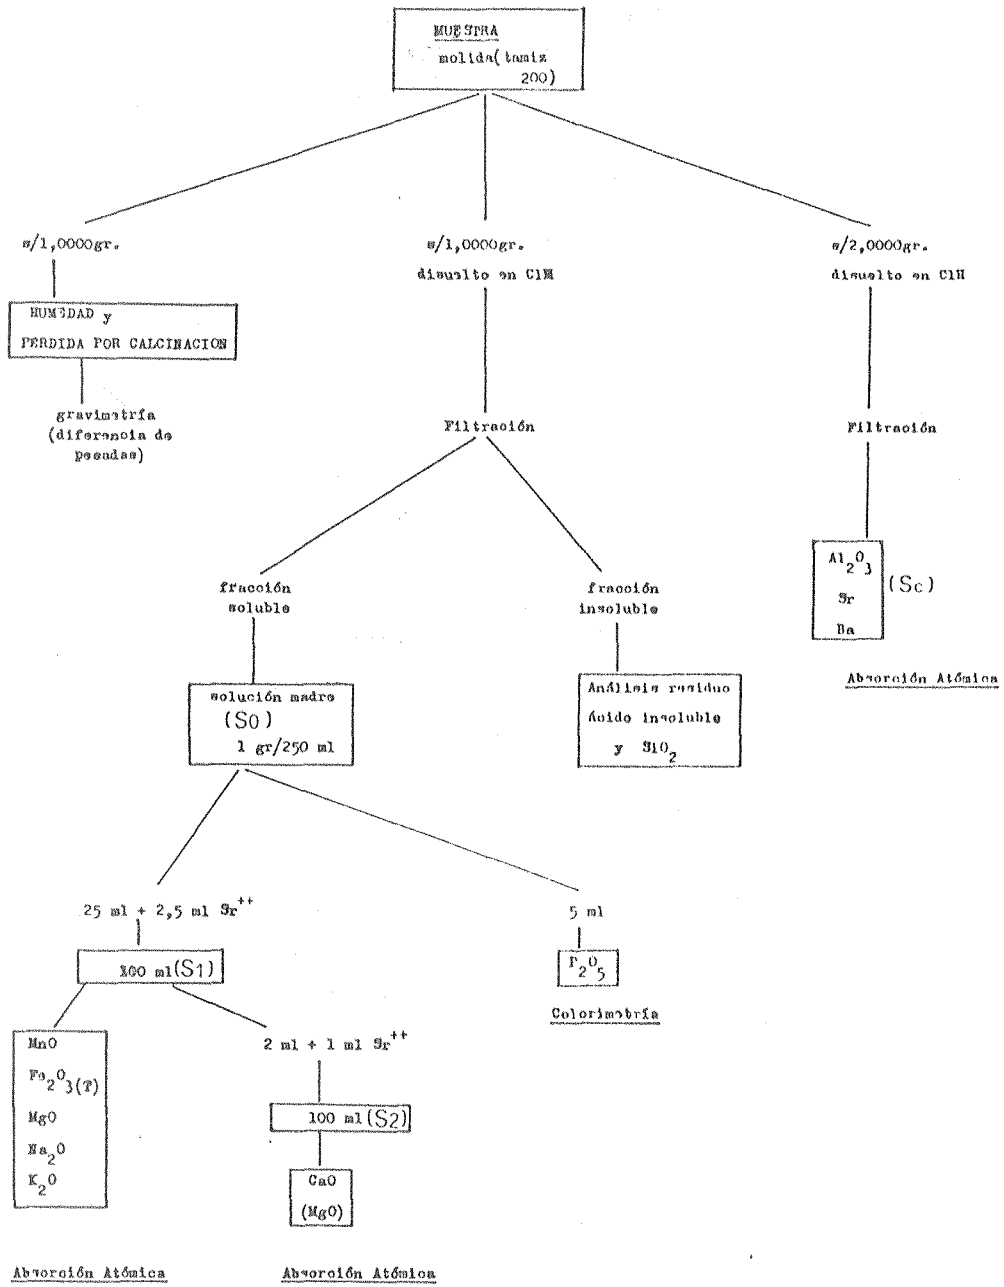 MUESTRA
molida(tamiz
200)
s/1,0000gr.
HUMEDAD y
PERDIDA POR CALCINACION
gravimetría
(diferencia de
pesadas)
s/1,0000gr.
disuelto en ClH
Filtración
fracción
soluble
solución madre
(S0)
1 gr/250 ml
fracción
insoluble
Análisis residuo
Ácido insoluble
y SiO2
s/2,0000gr.
disuelto en ClH
Filtración
Al2O3
Sr
Ba
(Sc)
Absorción Atómica
25 ml + 2,5 ml Sr++
ml(S1)
MnO
Fe2O3(T)
MgO
Na2O
K2O
Absorción Atómica
2 ml + 1 ml Sr++
100 ml(S2)
CaO
(MgO)
Absorción Atómica
5 ml
P2O5
Colorimetría